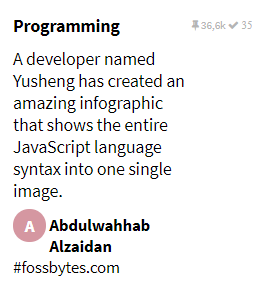 Programming 36,6k 35
A developer named
Yusheng has created an
amazing infographic
that shows the entire
JavaScript language
syntax into one single
image.
A Abdulwahhab
Alzaidan
#fossbytes.com